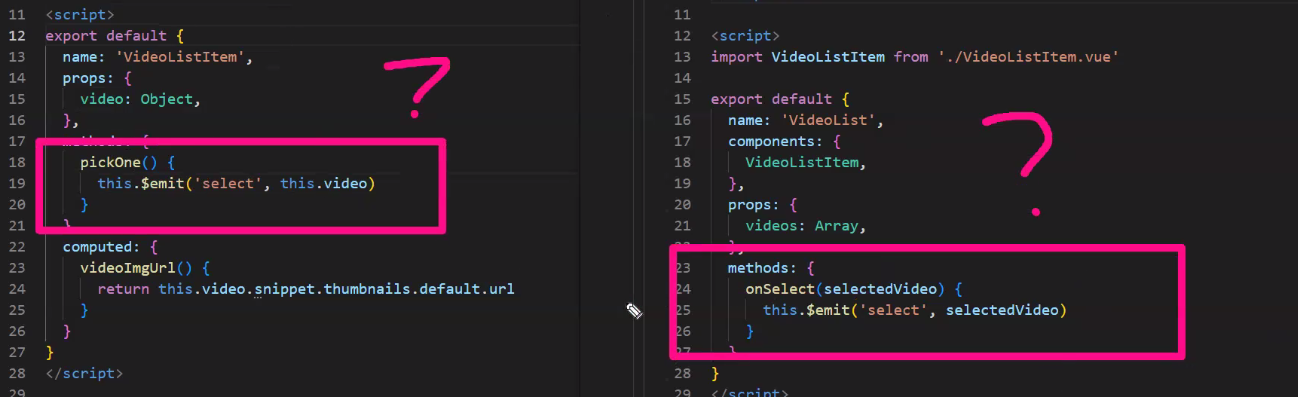 11 <script>
12 export default {
13 name: 'VideoListItem',
14 props: {
15 video: Object,
16 },
17 methods: {
18 pickOne() {
19 this.$emit('select', this.video)
20 }
21 }
22 computed: {
23 videoImgUrl() {
24 return this.video.snippet.thumbnails.default.url
25 }
26 }
27 }
28 </script>
29
?
11
12 <script>
13 import VideoListItem from './VideoListItem.vue'
14
15 export default {
16 name: 'VideoList',
17 components: {
18 VideoListItem,
19 },
20 props: {
21 videos: Array,
22 },
23 methods: {
24 onSelect(selectedVideo) {
25 this.$emit('select', selectedVideo)
26 }
27 }
28 }
29 </script>
?